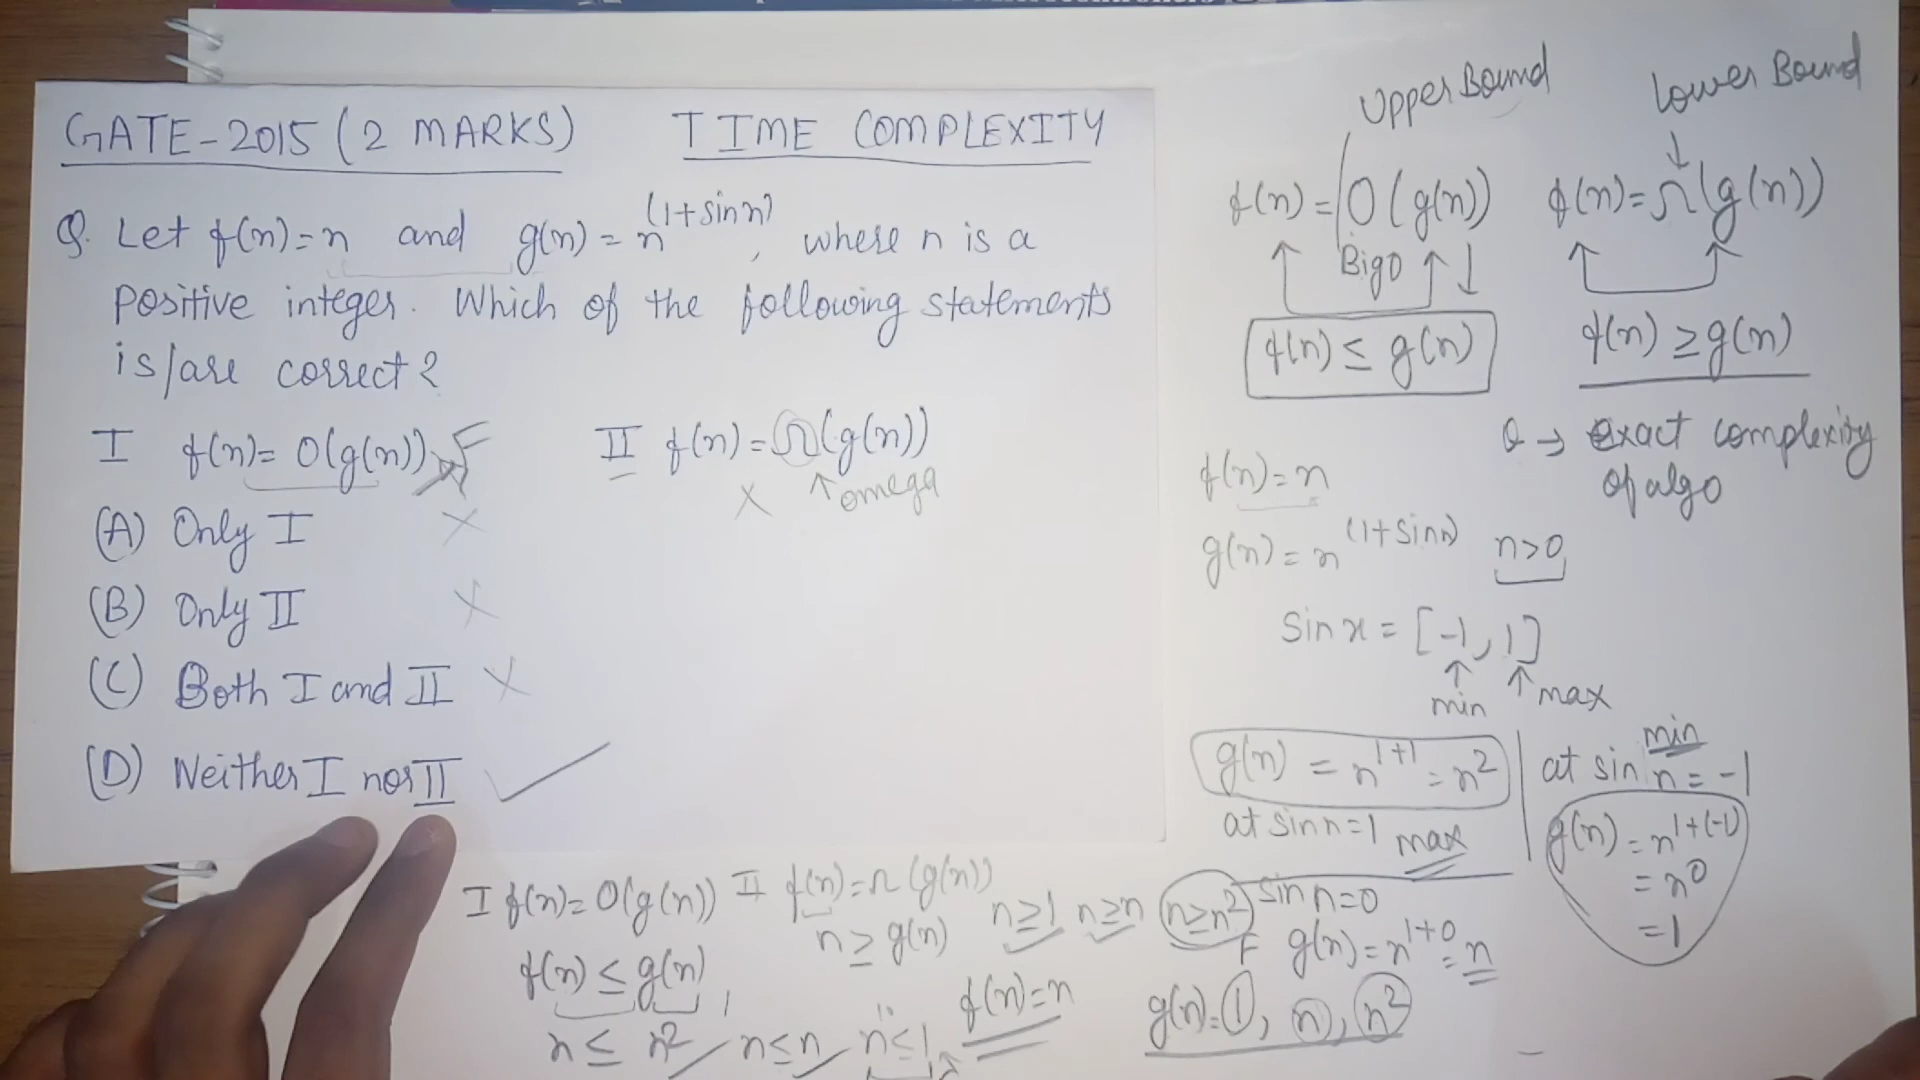 GATE-2015 (2 MARKS) TIME COMPLEXITY
Q. Let f(n)=n and g(n)=n^(1+sin n), where n is a
positive integer. Which of the following statements
is/are correct?
I f(n)=O(g(n)) F
II f(n)=Ω(g(n))
X ↑omega
(A) Only I X
(B) Only II X
(C) Both I and II X
(D) Neither I nor II ✓
Upper Bound
f(n)=O(g(n))
Big O
f(n)≤g(n)
Lower Bound
↓
f(n)=Ω(g(n))
f(n)≥g(n)
θ → exact complexity
of algo
f(n)=n
g(n)=n^(1+sin n) n>0
sin x = [-1, 1]
↑ ↑
min max
g(n) = n^1+1 = n^2
at sin n=1 max
min
at sin n=-1
g(n)=n^1+(-1)
=n^0
=1
sin n=0
g(n)=n^1+0=n
g(n)=1, n, n^2
I f(n)=O(g(n))
f(n)≤g(n)
n≤n^2 n≤n n≤1
II f(n)=Ω(g(n))
n≥g(n)
n≥1 n≥n n≥n^2
F
f(n)=n